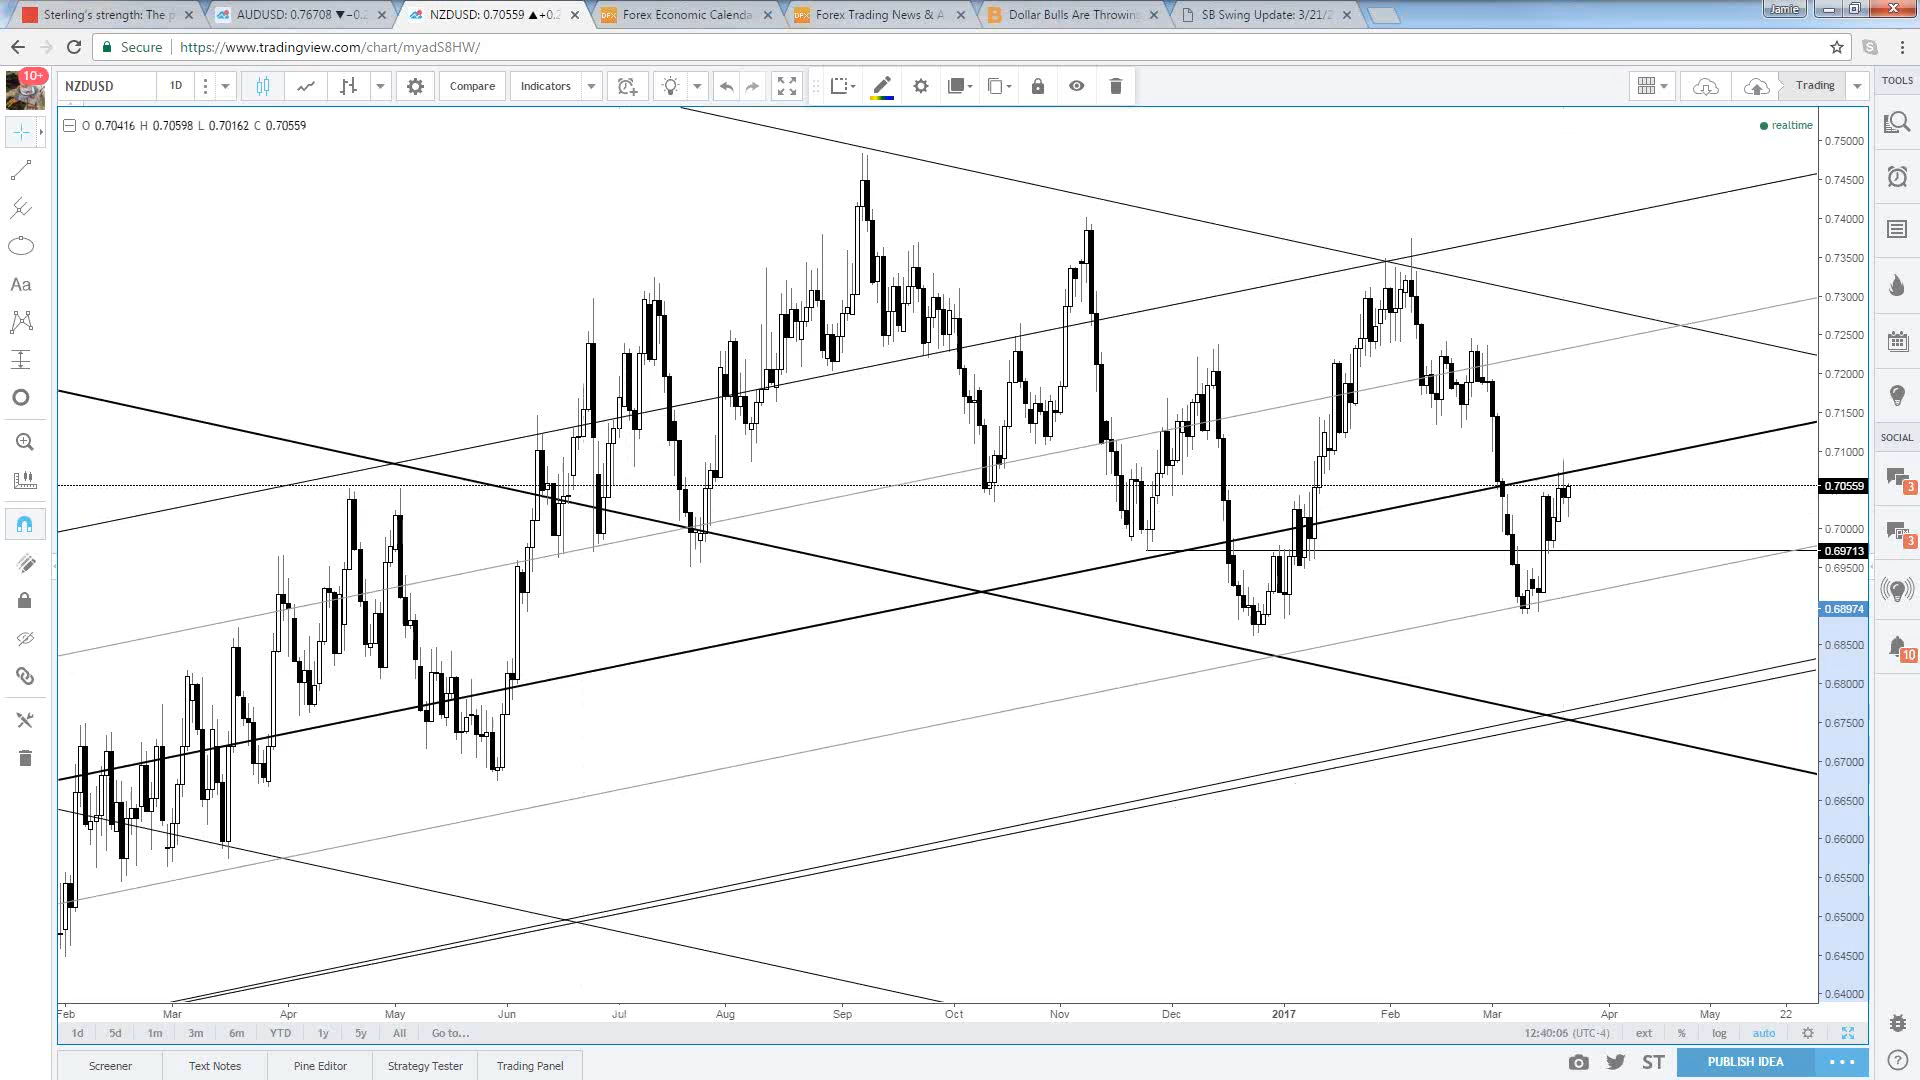 Sterling's strength: The p
AUDUSD: 0.76708 ▼−0.2
NZDUSD: 0.70559 ▲+0.2
Forex Economic Calenda
Forex Trading News & A
Dollar Bulls Are Throwing
SB Swing Update: 3/21/2
Jamie
Secure
https://www.tradingview.com/chart/myadS8HW/
10+
NZDUSD
1D
Compare
Indicators
Trading
TOOLS
O 0.70416 H 0.70598 L 0.70162 C 0.70559
realtime
Aa
0.75000
0.74500
0.74000
0.73500
0.73000
0.72500
0.72000
0.71500
0.71000
0.70559
0.70000
0.69713
0.69500
0.68974
0.68500
0.68000
0.67500
0.67000
0.66500
0.66000
0.65500
0.65000
0.64500
0.64000
SOCIAL
3
3
10
Feb Mar Apr May Jun Jul Aug Sep Oct Nov Dec 2017 Feb Mar Apr May 22
1d 5d 1m 3m 6m YTD 1y 5y All Go to...
12:40:06 (UTC-4) ext % log auto
Screener Text Notes Pine Editor Strategy Tester Trading Panel
ST PUBLISH IDEA